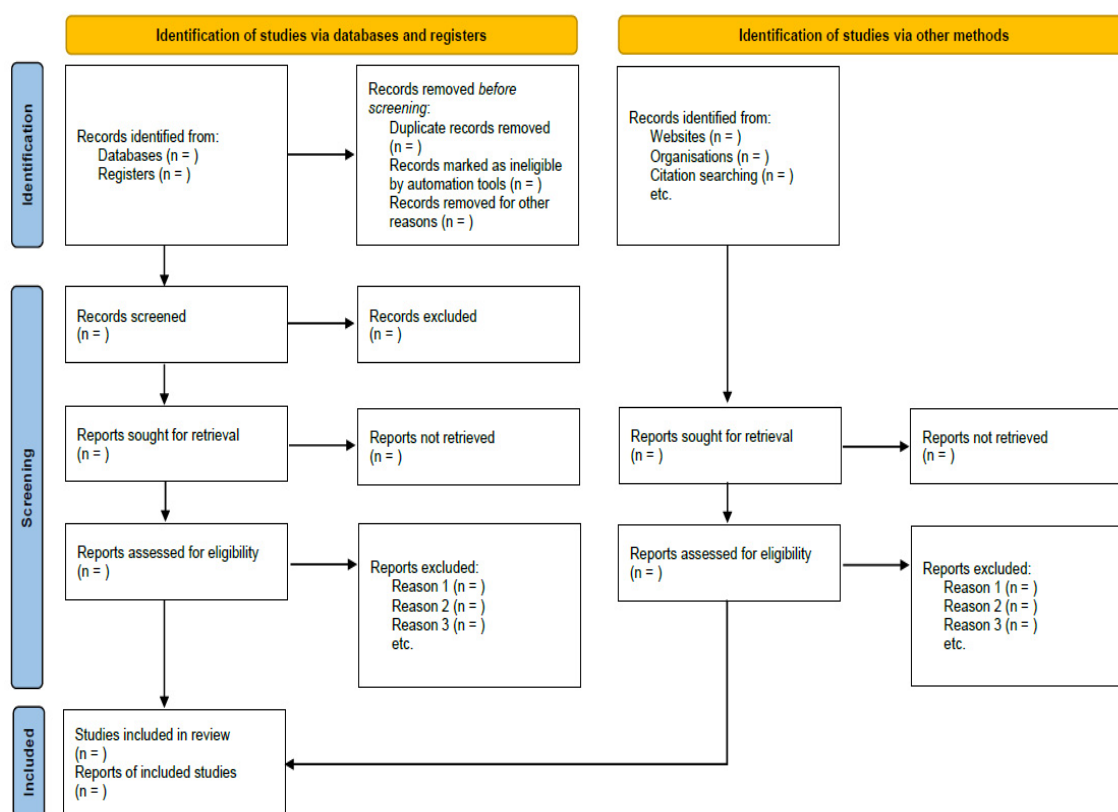 Identification of studies via databases and registers
Identification of studies via other methods
Identification
Records identified from:
Databases (n = )
Registers (n = )
Records removed before
screening:
Duplicate records removed
(n = )
Records marked as ineligible
by automation tools (n = )
Records removed for other
reasons (n = )
Records identified from:
Websites (n = )
Organisations (n = )
Citation searching (n = )
etc.
Screening
Records screened
(n = )
Records excluded
(n = )
Reports sought for retrieval
(n = )
Reports not retrieved
(n = )
Reports sought for retrieval
(n = )
Reports not retrieved
(n = )
Reports assessed for eligibility
(n = )
Reports excluded:
Reason 1 (n = )
Reason 2 (n = )
Reason 3 (n = )
etc.
Reports assessed for eligibility
(n = )
Reports excluded:
Reason 1 (n = )
Reason 2 (n = )
Reason 3 (n = )
etc.
Included
Studies included in review
(n = )
Reports of included studies
(n = )